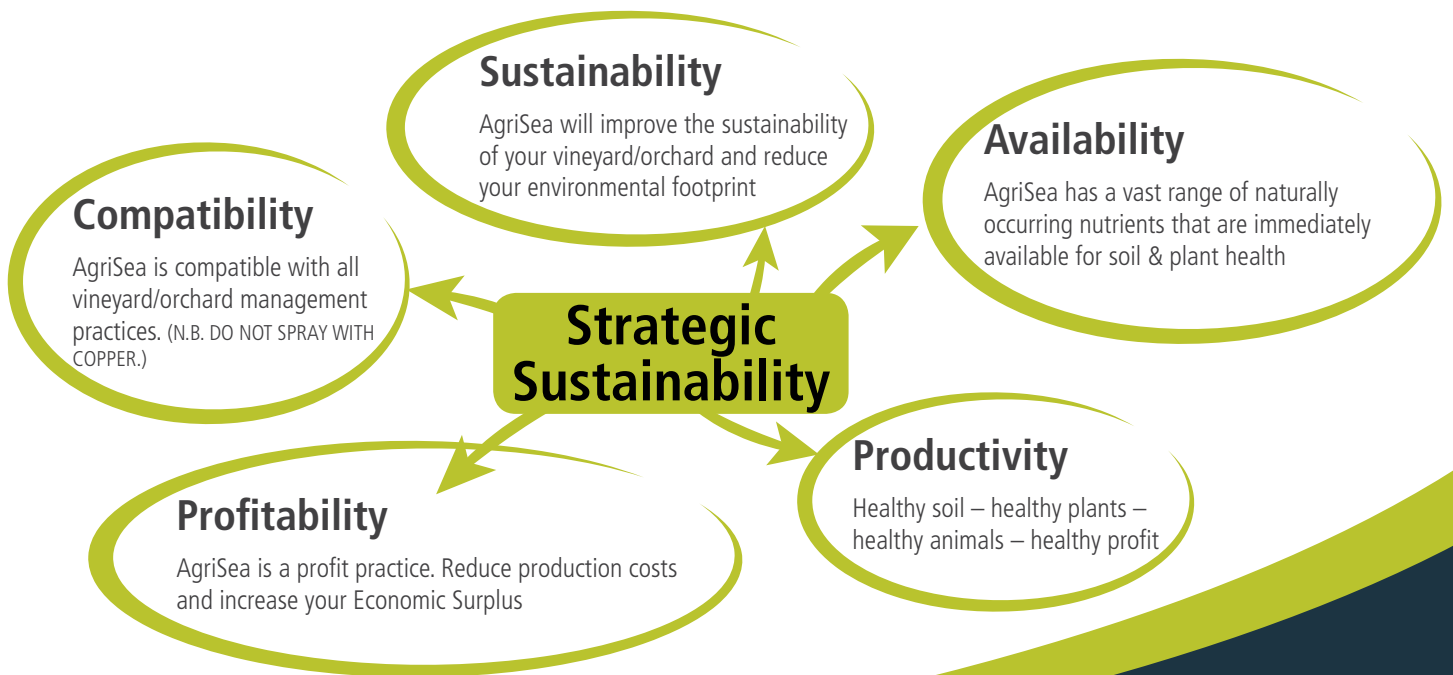 Sustainability
AgriSea will improve the sustainability
of your vineyard/orchard and reduce
your environmental footprint
Availability
AgriSea has a vast range of naturally
occurring nutrients that are immediately
available for soil & plant health
Compatibility
AgriSea is compatible with all
vineyard/orchard management
practices. (N.B. DO NOT SPRAY WITH
COPPER.)
Strategic
Sustainability
Productivity
Healthy soil – healthy plants –
healthy animals – healthy profit
Profitability
AgriSea is a profit practice. Reduce production costs
and increase your Economic Surplus